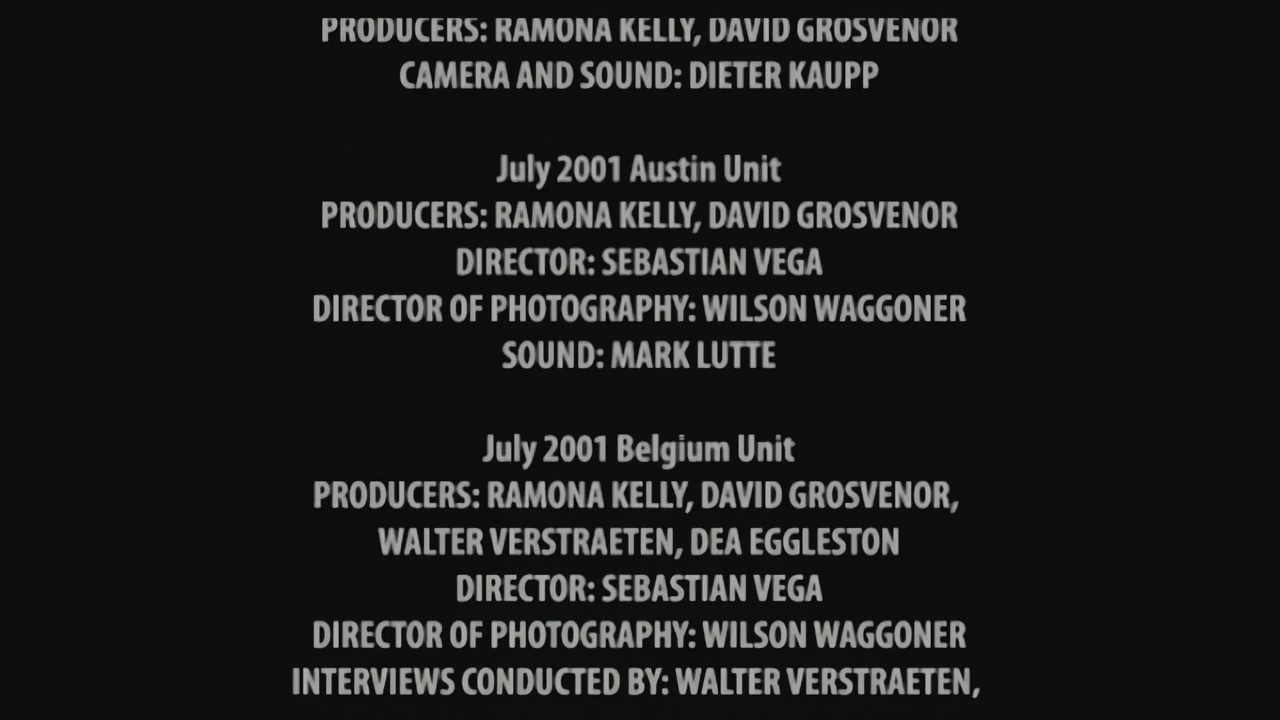 PRODUCERS: RAMONA KELLY, DAVID GROSVENOR
CAMERA AND SOUND: DIETER KAUPP
July 2001 Austin Unit
PRODUCERS: RAMONA KELLY, DAVID GROSVENOR
DIRECTOR: SEBASTIAN VEGA
DIRECTOR OF PHOTOGRAPHY: WILSON WAGGONER
SOUND: MARK LUTTE
July 2001 Belgium Unit
PRODUCERS: RAMONA KELLY, DAVID GROSVENOR,
WALTER VERSTRAETEN, DEA EGGLESTON
DIRECTOR: SEBASTIAN VEGA
DIRECTOR OF PHOTOGRAPHY: WILSON WAGGONER
INTERVIEWS CONDUCTED BY: WALTER VERSTRAETEN,